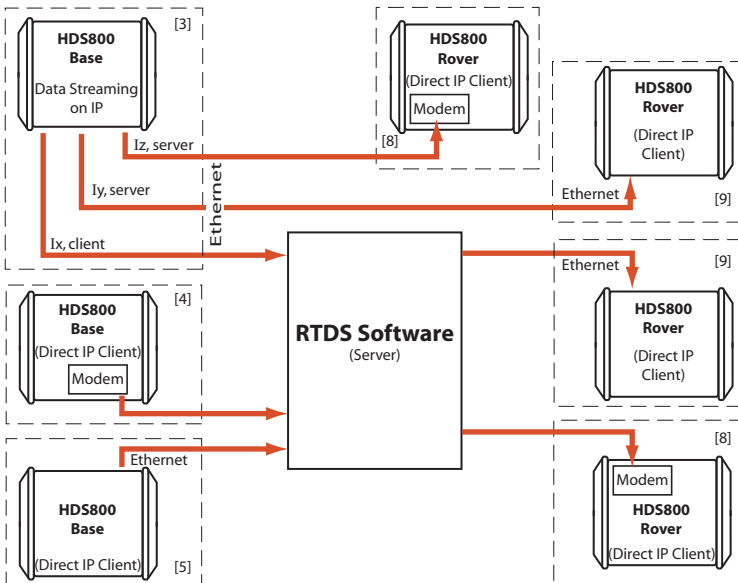 [3]
HDS800
Base
Data Streaming
on IP
Iz, server
Iy, server
Ix, client
Ethernet
HDS800
Rover
(Direct IP Client)
Modem
[8]
HDS800
Rover
(Direct IP
Client)
Ethernet
[9]
[4]
HDS800
Base
(Direct IP Client)
Modem
RTDS Software
(Server)
[9]
Ethernet
HDS800
Rover
(Direct IP
Client)
Ethernet
HDS800
Base
(Direct IP Client)
[5]
[8]
Modem
HDS800
Rover
(Direct IP Client)